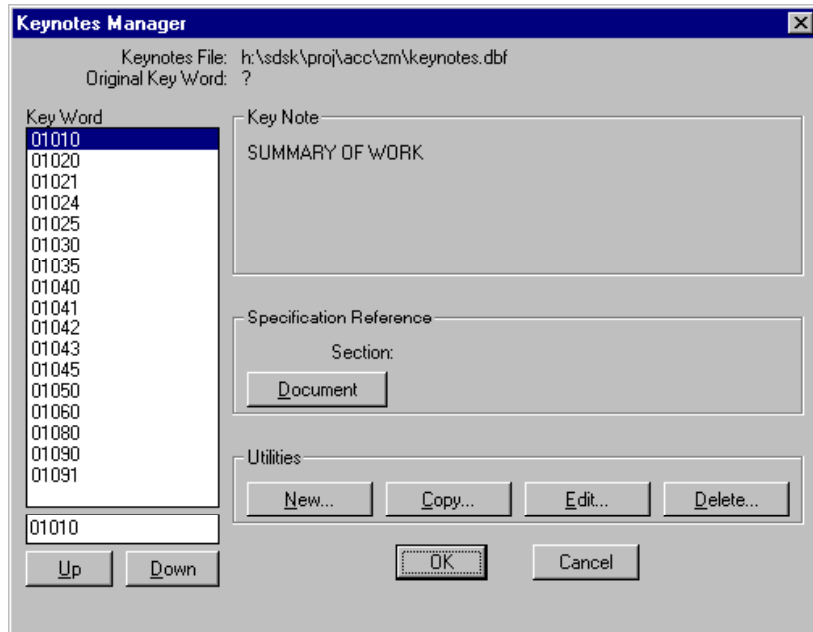 Keynotes Manager
Keynotes File: h:\sdsk\proj\acc\zm\keynotes.dbf
Original Key Word: ?
Key Word
01010
01020
01021
01024
01025
01030
01035
01040
01041
01042
01043
01045
01050
01060
01080
01090
01091
01010
Up Down
Key Note
SUMMARY OF WORK
Specification Reference
Section:
Document
Utilities
New... Copy... Edit... Delete...
OK Cancel